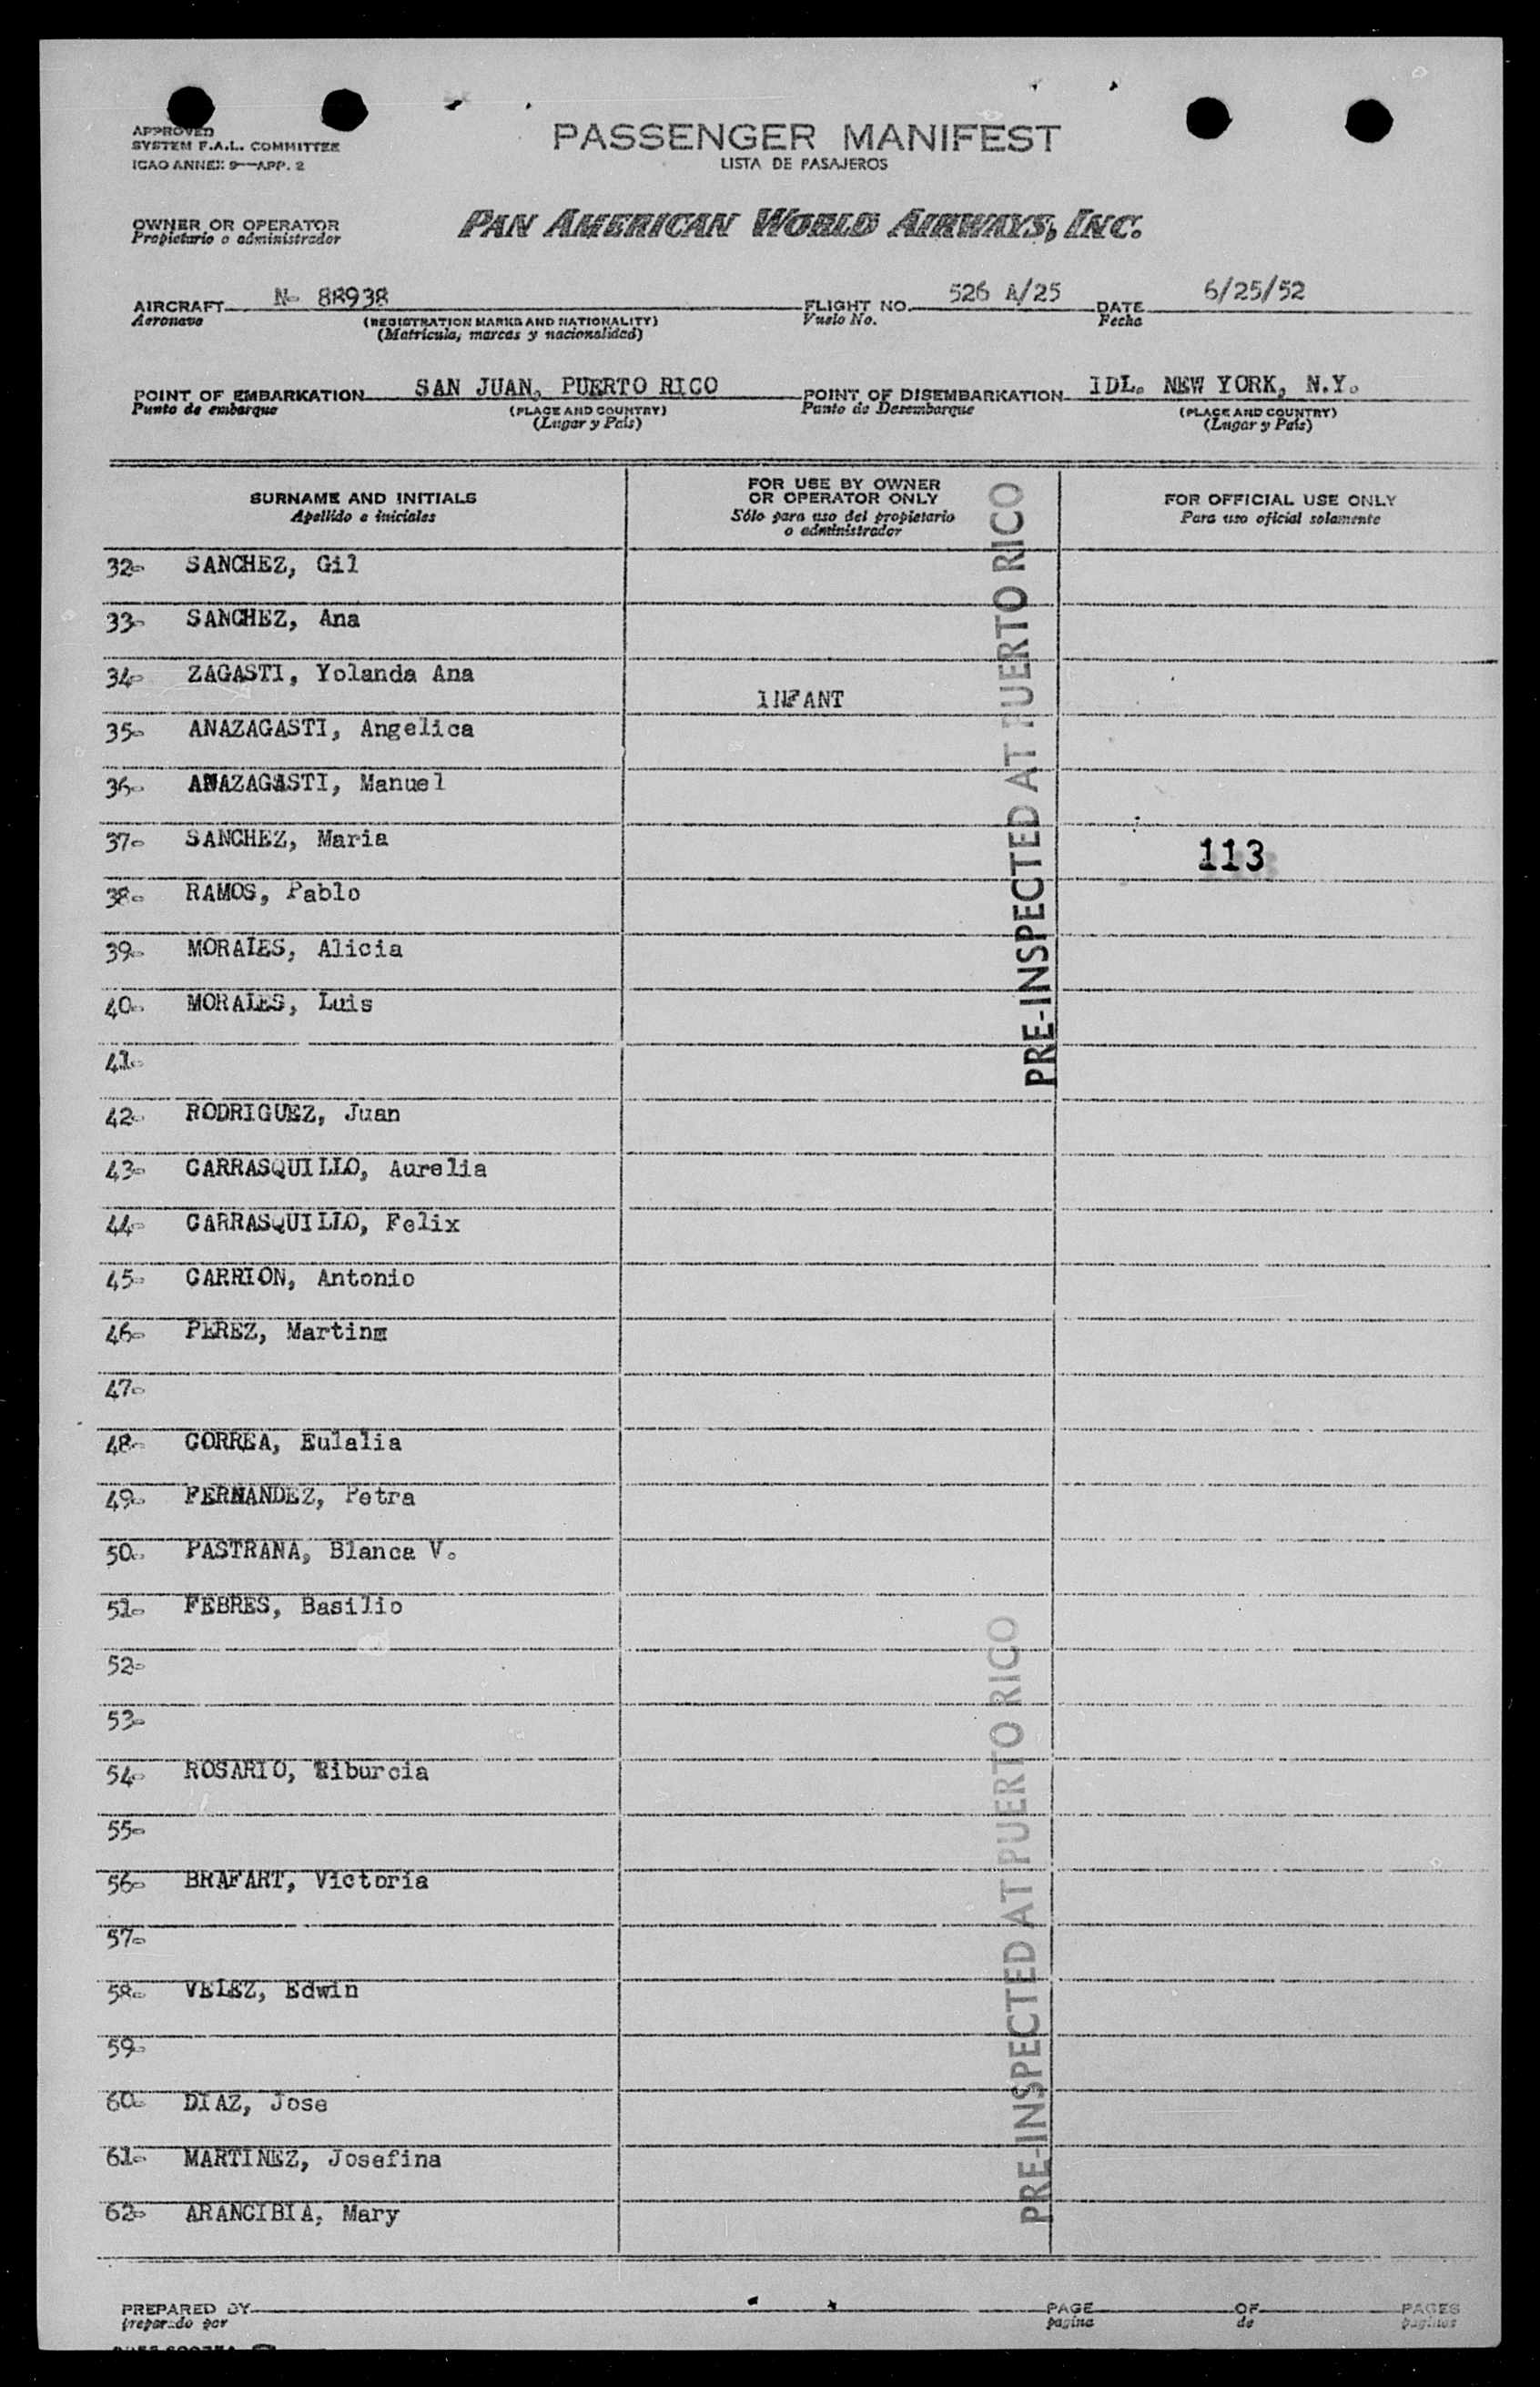 APPROVED
SYSTEM F.A.L. COMMITTEE
ICAO ANNEX 9—APP. 2
PASSENGER MANIFEST
LISTA DE PASAJEROS
OWNER OR OPERATOR
Propietario o administrador
PAN AMERICAN WORLD AIRWAYS, INC.
AIRCRAFT N- 88938 FLIGHT NO. 526 A/25 DATE 6/25/52
Aeronave (REGISTRATION MARKS AND NATIONALITY) Vuelo No. Fecha
(Matricula, marcas y nacionalidad)
POINT OF EMBARKATION SAN JUAN, PUERTO RICO POINT OF DISEMBARKATION IDL. NEW YORK, N.Y.
Punto de embarque (PLACE AND COUNTRY) Punto de Desembarque (PLACE AND COUNTRY)
(Lugar y País) (Lugar y País)
SURNAME AND INITIALS
Apellido e iniciales
FOR USE BY OWNER
OR OPERATOR ONLY
Sólo para uso del propietario
o administrador
FOR OFFICIAL USE ONLY
Para uso oficial solamente
32- SANCHEZ, Gil
33- SANCHEZ, Ana
34- ZAGASTI, Yolanda Ana
INFANT
35- ANAZAGASTI, Angelica
36- ANAZAGASTI, Manuel
37- SANCHEZ, Maria
113
38- RAMOS, Pablo
39- MORALES, Alicia
40- MORALES, Luis
41-
42- RODRIGUEZ, Juan
43- CARRASQUILLO, Aurelia
44- CARRASQUILLO, Felix
45- CARRION, Antonio
46- PEREZ, Martin
47-
48- CORREA, Eulalia
49- FERNANDEZ, Petra
50- PASTRANA, Blanca V.
51- FEBRES, Basilio
52-
53-
54- ROSARIO, Tiburcia
55-
56- BRAFART, Victoria
57-
58- VELEZ, Edwin
59-
60- DIAZ, Jose
61- MARTINEZ, Josefina
62- ARANCIBIA, Mary
PRE-INSPECTED AT PUERTO RICO
PRE-INSPECTED AT PUERTO RICO
PREPARED BY PAGE OF PAGES
preparado por pagina de paginas